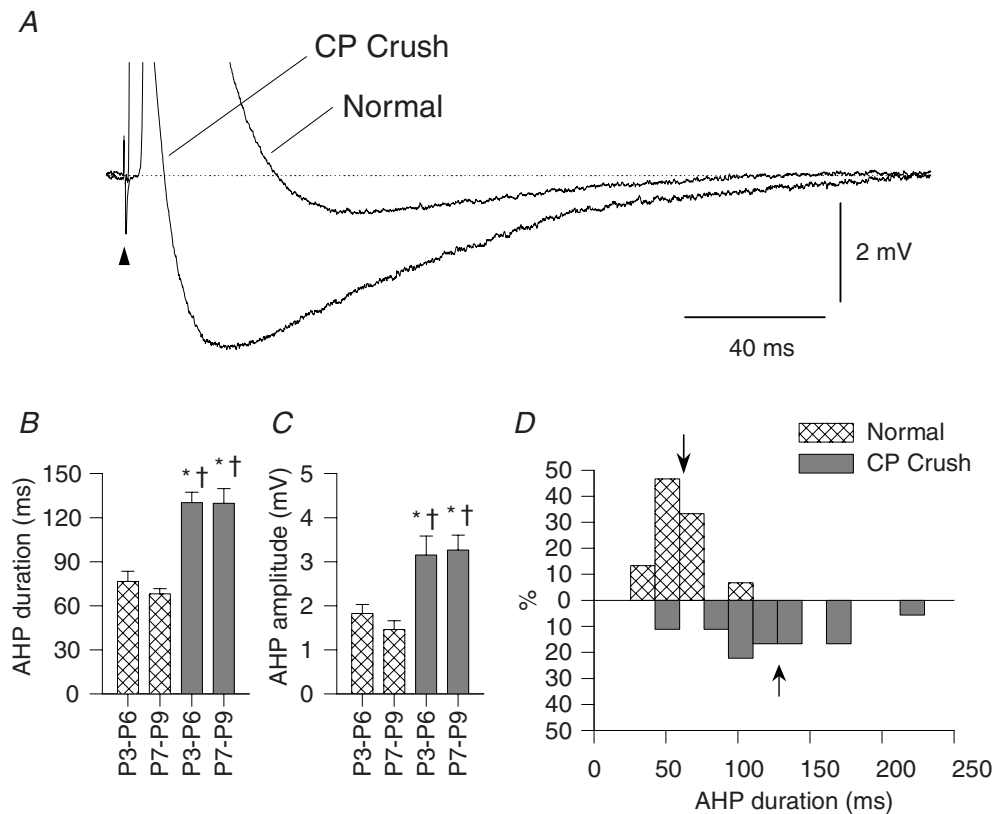 A
CP Crush
Normal
2 mV
40 ms
B
AHP duration (ms)
150
120
90
60
30
0
* †
* †
P3-P6
P7-P9
P3-P6
P7-P9
C
AHP amplitude (mV)
5
4
3
2
1
0
* †
* †
P3-P6
P7-P9
P3-P6
P7-P9
D
Normal
CP Crush
%
50
40
30
20
10
0
10
20
30
40
50
0 50 100 150 200 250
AHP duration (ms)